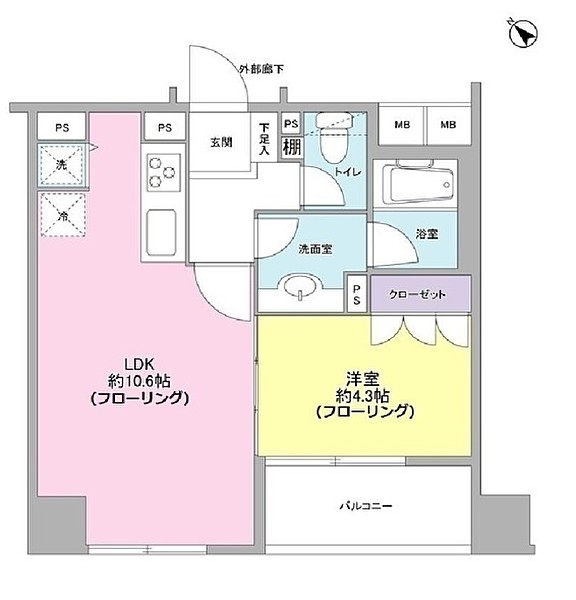 N
外部廊下
PS
PS
玄関
下足入
PS
棚
MB
MB
洗
トイレ
冷
洗面室
浴室
PS
クローゼット
LDK
約10.6帖
(フローリング)
洋室
約4.3帖
(フローリング)
バルコニー